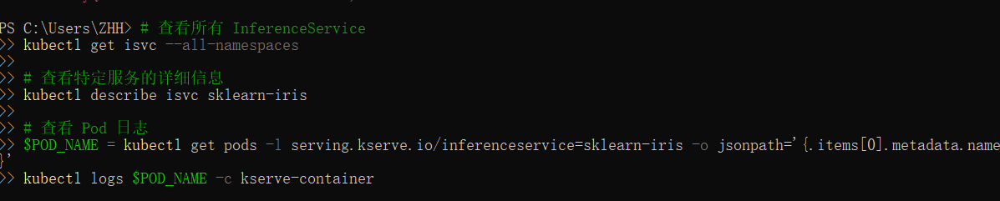 PS C:\Users\ZHH> # 查看所有 InferenceService
>> kubectl get isvc --all-namespaces
>>
>> # 查看特定服务的详细信息
>> kubectl describe isvc sklearn-iris
>>
>> # 查看 Pod 日志
>> $POD_NAME = kubectl get pods -l serving.kserve.io/inferenceservice=sklearn-iris -o jsonpath='{.items[0].metadata.name
}'
>> kubectl logs $POD_NAME -c kserve-container